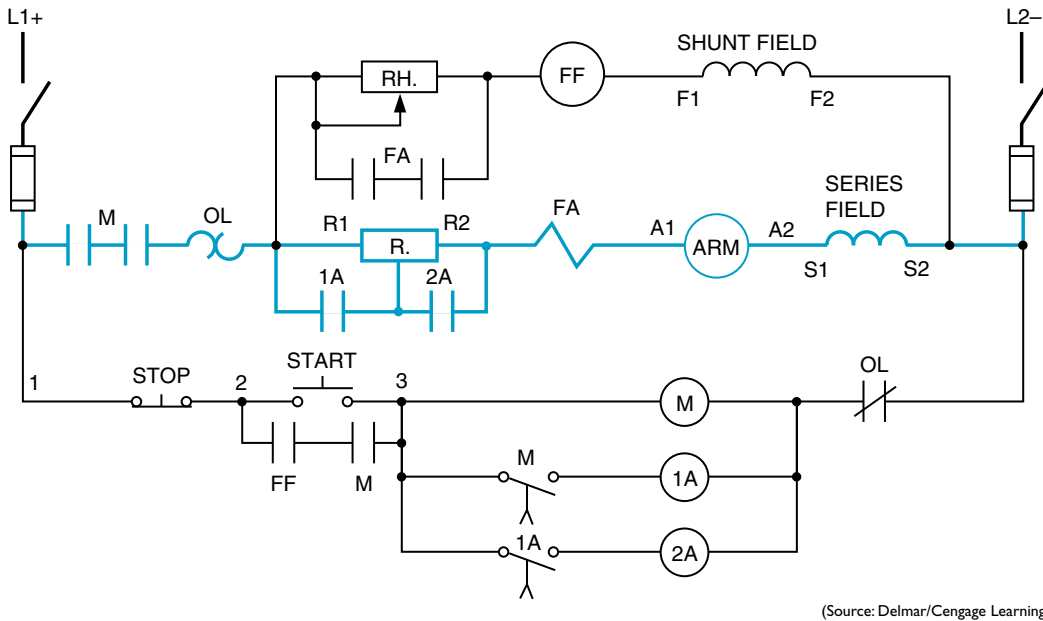 L1+
L2–
SHUNT FIELD
RH.
FF
F1 F2
FA
SERIES
FIELD
M OL R1 R2 FA A1 A2
R. ARM
S1 S2
1A 2A
START
STOP OL
1 2 3
M
FF M
M
1A
1A
2A
(Source: Delmar/Cengage Learning